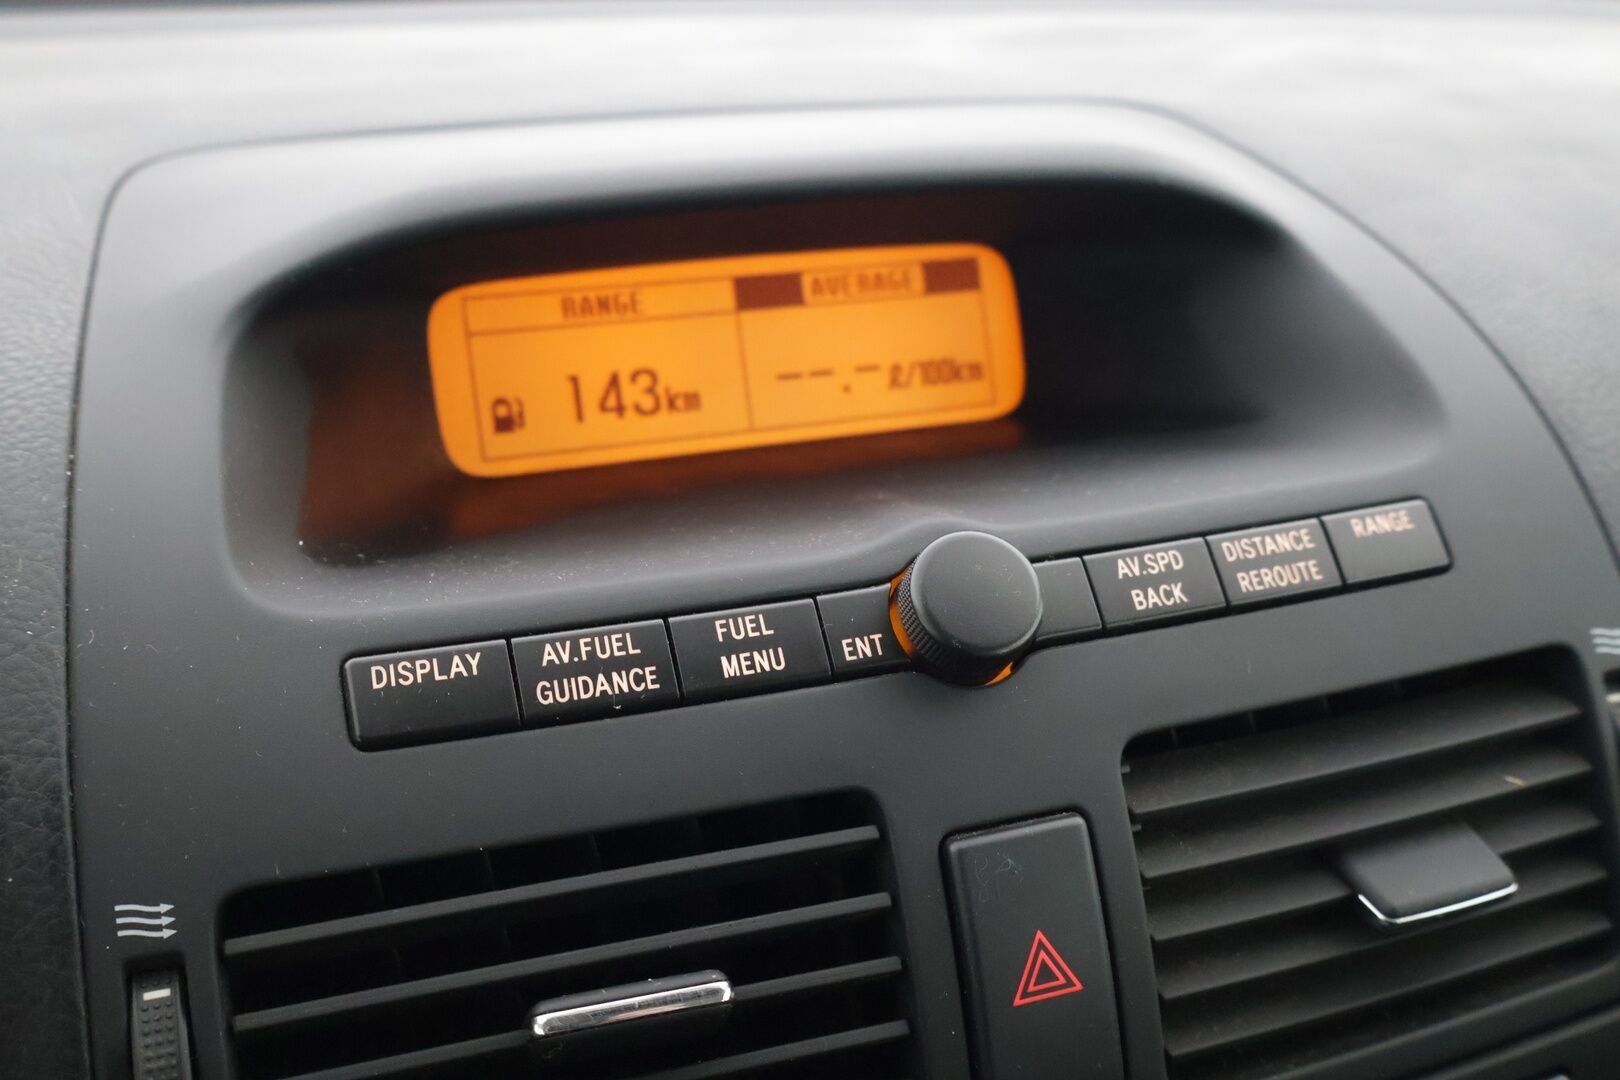 RANGE AVERAGE
143km --.-ℓ/100km
DISPLAY
AV.FUEL
GUIDANCE
FUEL
MENU
ENT
AV.SPD
BACK
DISTANCE
REROUTE
RANGE